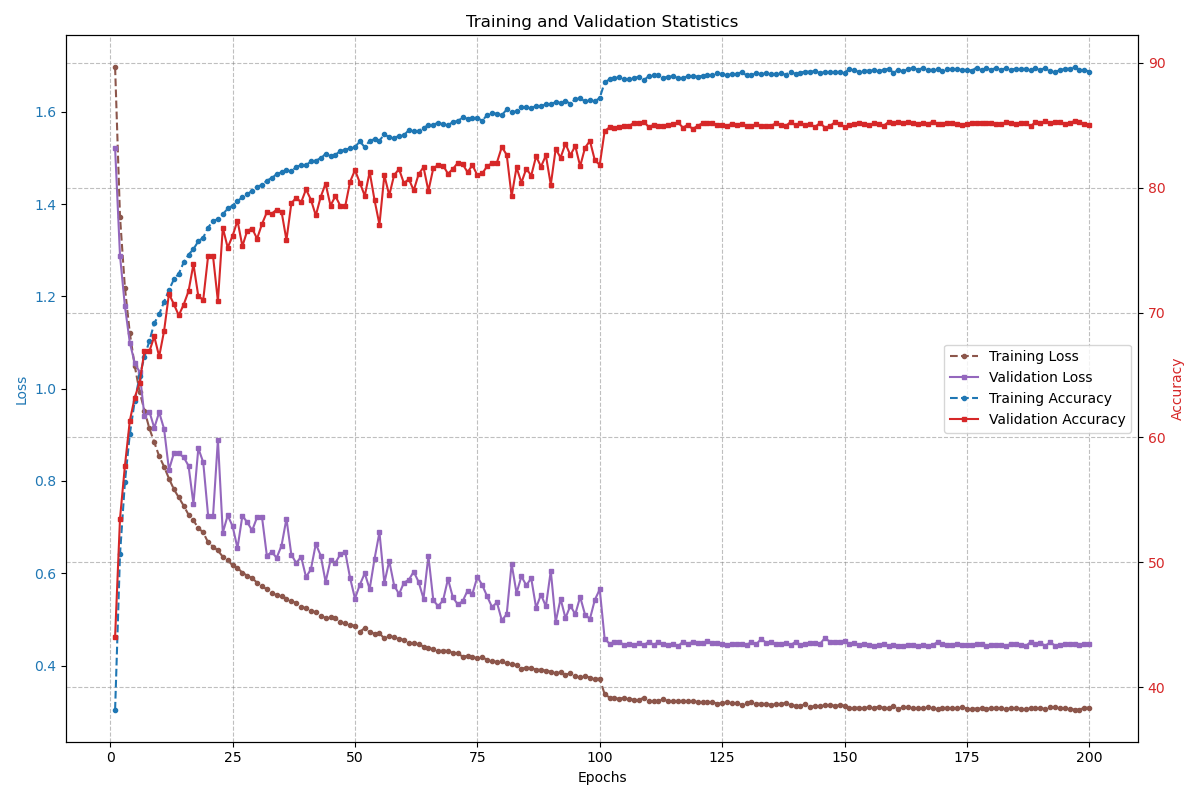 Training and Validation Statistics
Loss
1.6
1.4
1.2
1.0
0.8
0.6
0.4
90
80
70
60
50
40
Accuracy
Training Loss
Validation Loss
Training Accuracy
Validation Accuracy
0 25 50 75 100 125 150 175 200
Epochs